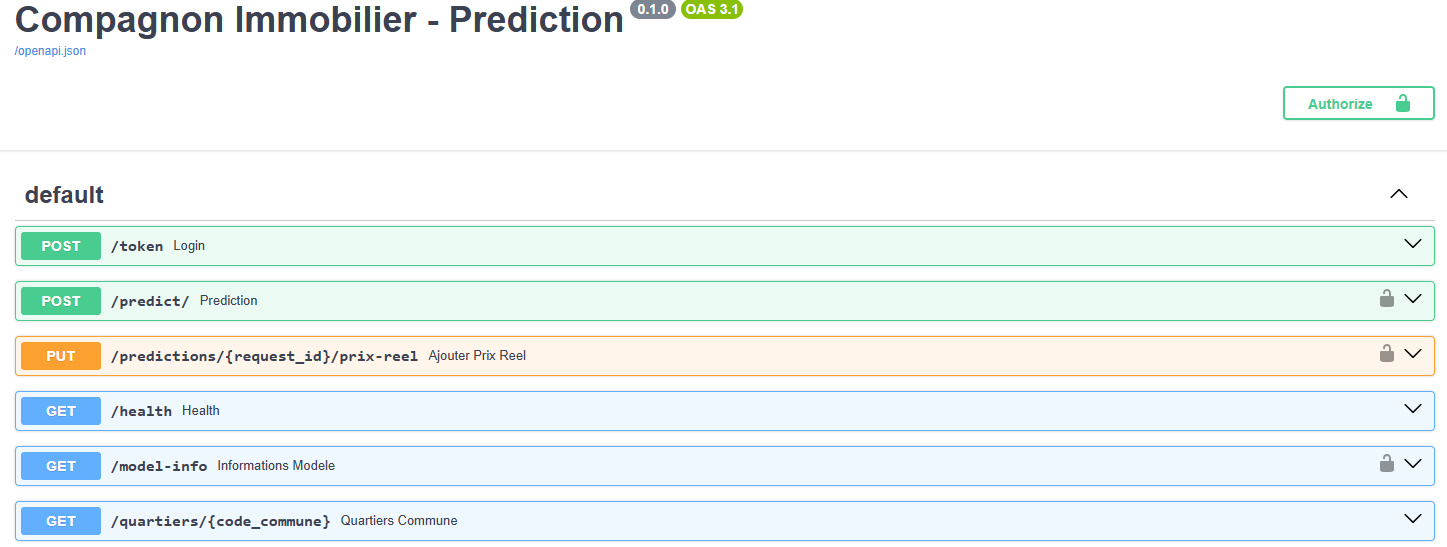 Compagnon Immobilier - Prediction 0.1.0 OAS 3.1
/openapi.json
Authorize
default
POST /token Login
POST /predict/ Prediction
PUT /predictions/{request_id}/prix-reel Ajouter Prix Reel
GET /health Health
GET /model-info Informations Modele
GET /quartiers/{code_commune} Quartiers Commune